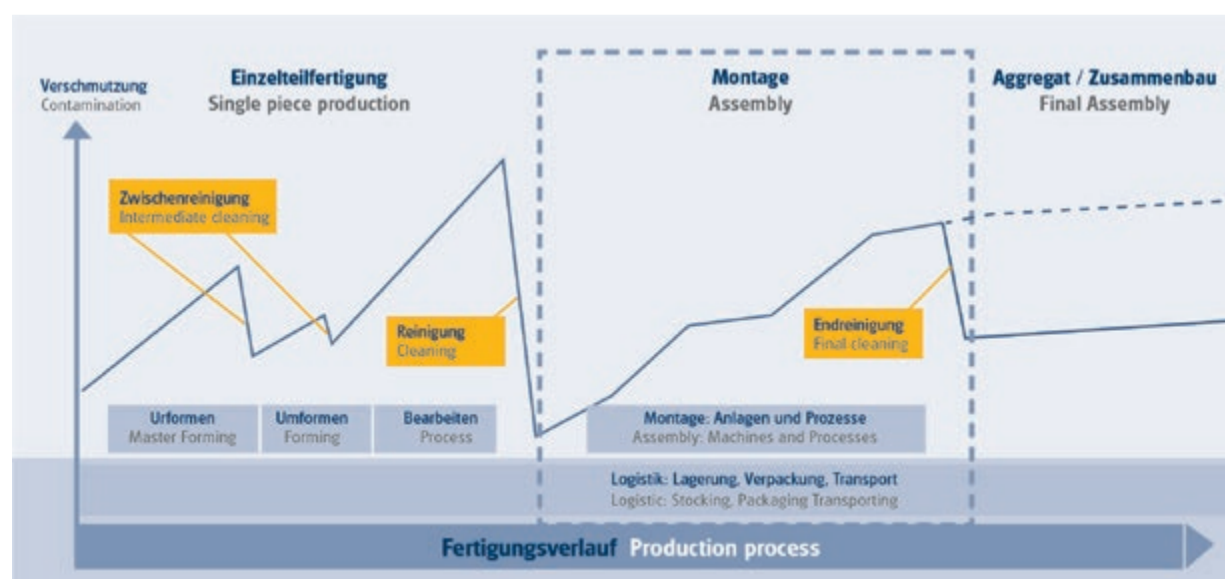 Verschmutzung
Contamination
Einzelteilfertigung
Single piece production
Montage
Assembly
Aggregat / Zusammenbau
Final Assembly
Zwischenreinigung
Intermediate cleaning
Reinigung
Cleaning
Endreinigung
Final cleaning
Urformen
Master Forming
Umformen
Forming
Bearbeiten
Process
Montage: Anlagen und Prozesse
Assembly: Machines and Processes
Logistik: Lagerung, Verpackung, Transport
Logistic: Stocking, Packaging Transporting
Fertigungsverlauf Production process